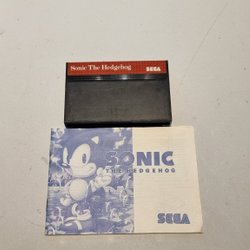 Sonic The Hedgehog SEGA
SONIC
THE HEDGEHOG
SEGA